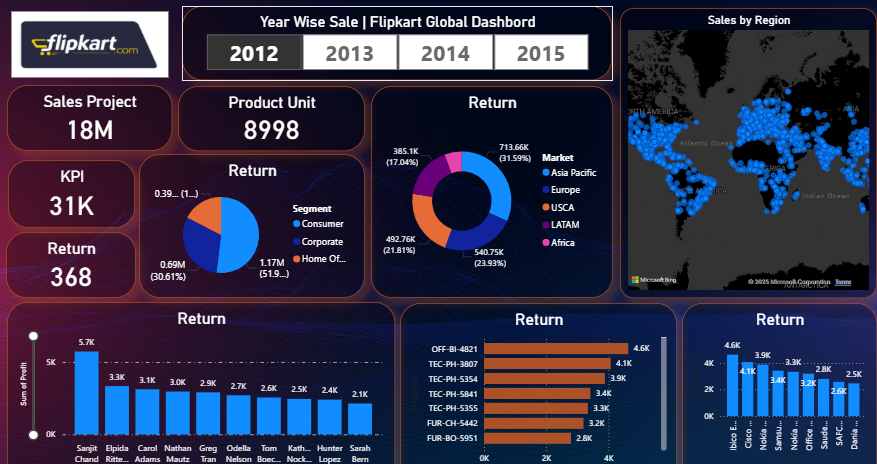 flipkart.com
Year Wise Sale | Flipkart Global Dashbord
2012
2013
2014
2015
Sales by Region
Sales Project
18M
Product Unit
8998
KPI
31K
Return
368
Return
0.39... (1...)
0.69M
(30.61%)
1.17M
(51.9...)
Segment
Consumer
Corporate
Home Of...
Return
385.1K
(17.04%)
713.66K
(31.59%)
492.76K
(21.81%)
540.75K
(23.93%)
Market
Asia Pacific
Europe
USCA
LATAM
Africa
ASIA
Atlantic Ocean
Indian Ocean
ANTARCTICA
Microsoft Bing
© 2025 Microsoft Corporation Terms
Return
Sum of Profit
5K
0K
5.7K
3.3K
3.1K
3.0K
2.9K
2.7K
2.6K
2.5K
2.4K
2.1K
Sanjit
Chand
Elpida
Ritte...
Carol
Adams
Nathan
Mautz
Greg
Tran
Odella
Nelson
Tom
Boec...
Kath...
Nock...
Hunter
Lopez
Sarah
Bern
Return
OFF-BI-4821
4.6K
TEC-PH-3807
4.1K
TEC-PH-5354
3.9K
TEC-PH-5841
3.4K
TEC-PH-5355
3.3K
FUR-CH-5442
3.2K
FUR-BO-5951
2.8K
0K
2K
4K
Return
4K
2K
0K
4.6K
4.1K
3.9K
3.4K
3.3K
3.2K
2.8K
2.6K
2.5K
Ibico E...
Cisco ...
Nokia ...
Samsu...
Nokia ...
Office ...
Saude...
SAFC...
Dania ...